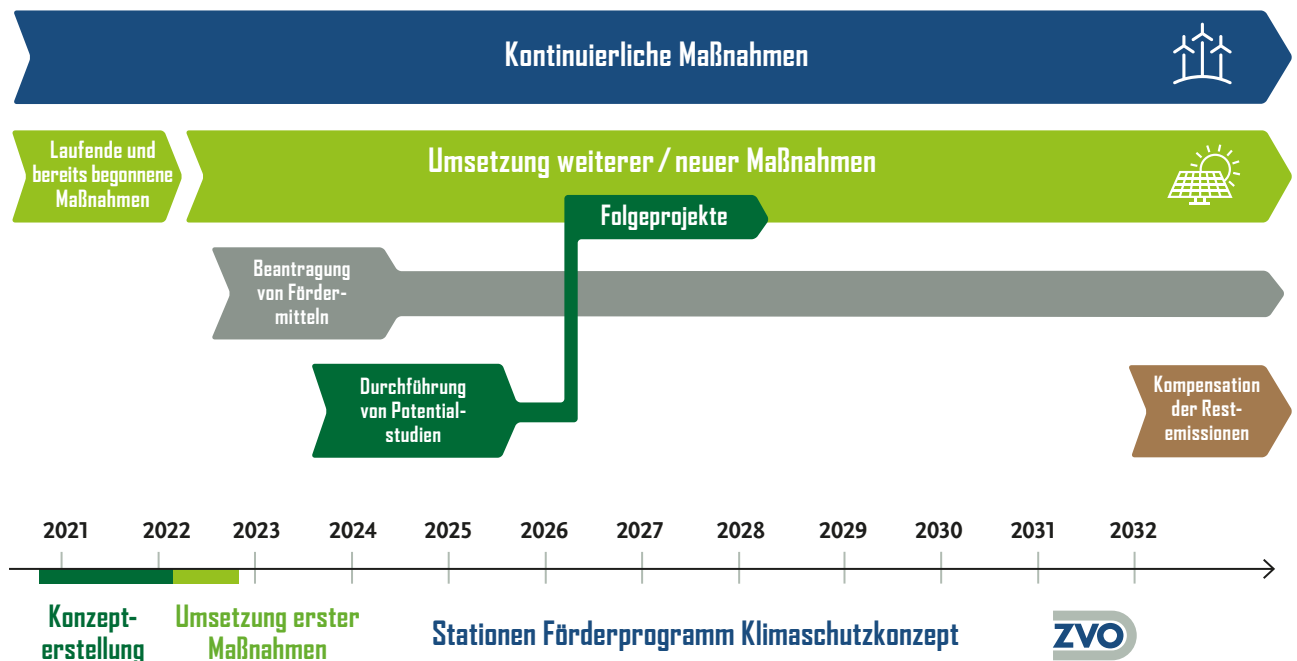 Kontinuierliche Maßnahmen
Laufende und
bereits begonnene
Maßnahmen
Umsetzung weiterer / neuer Maßnahmen
Folgeprojekte
Beantragung
von Förder-
mitteln
Durchführung
von Potential-
studien
Kompensation
der Rest-
emissionen
2021 2022 2023 2024 2025 2026 2027 2028 2029 2030 2031 2032
Konzept-
erstellung
Umsetzung erster
Maßnahmen
Stationen Förderprogramm Klimaschutzkonzept
ZVO